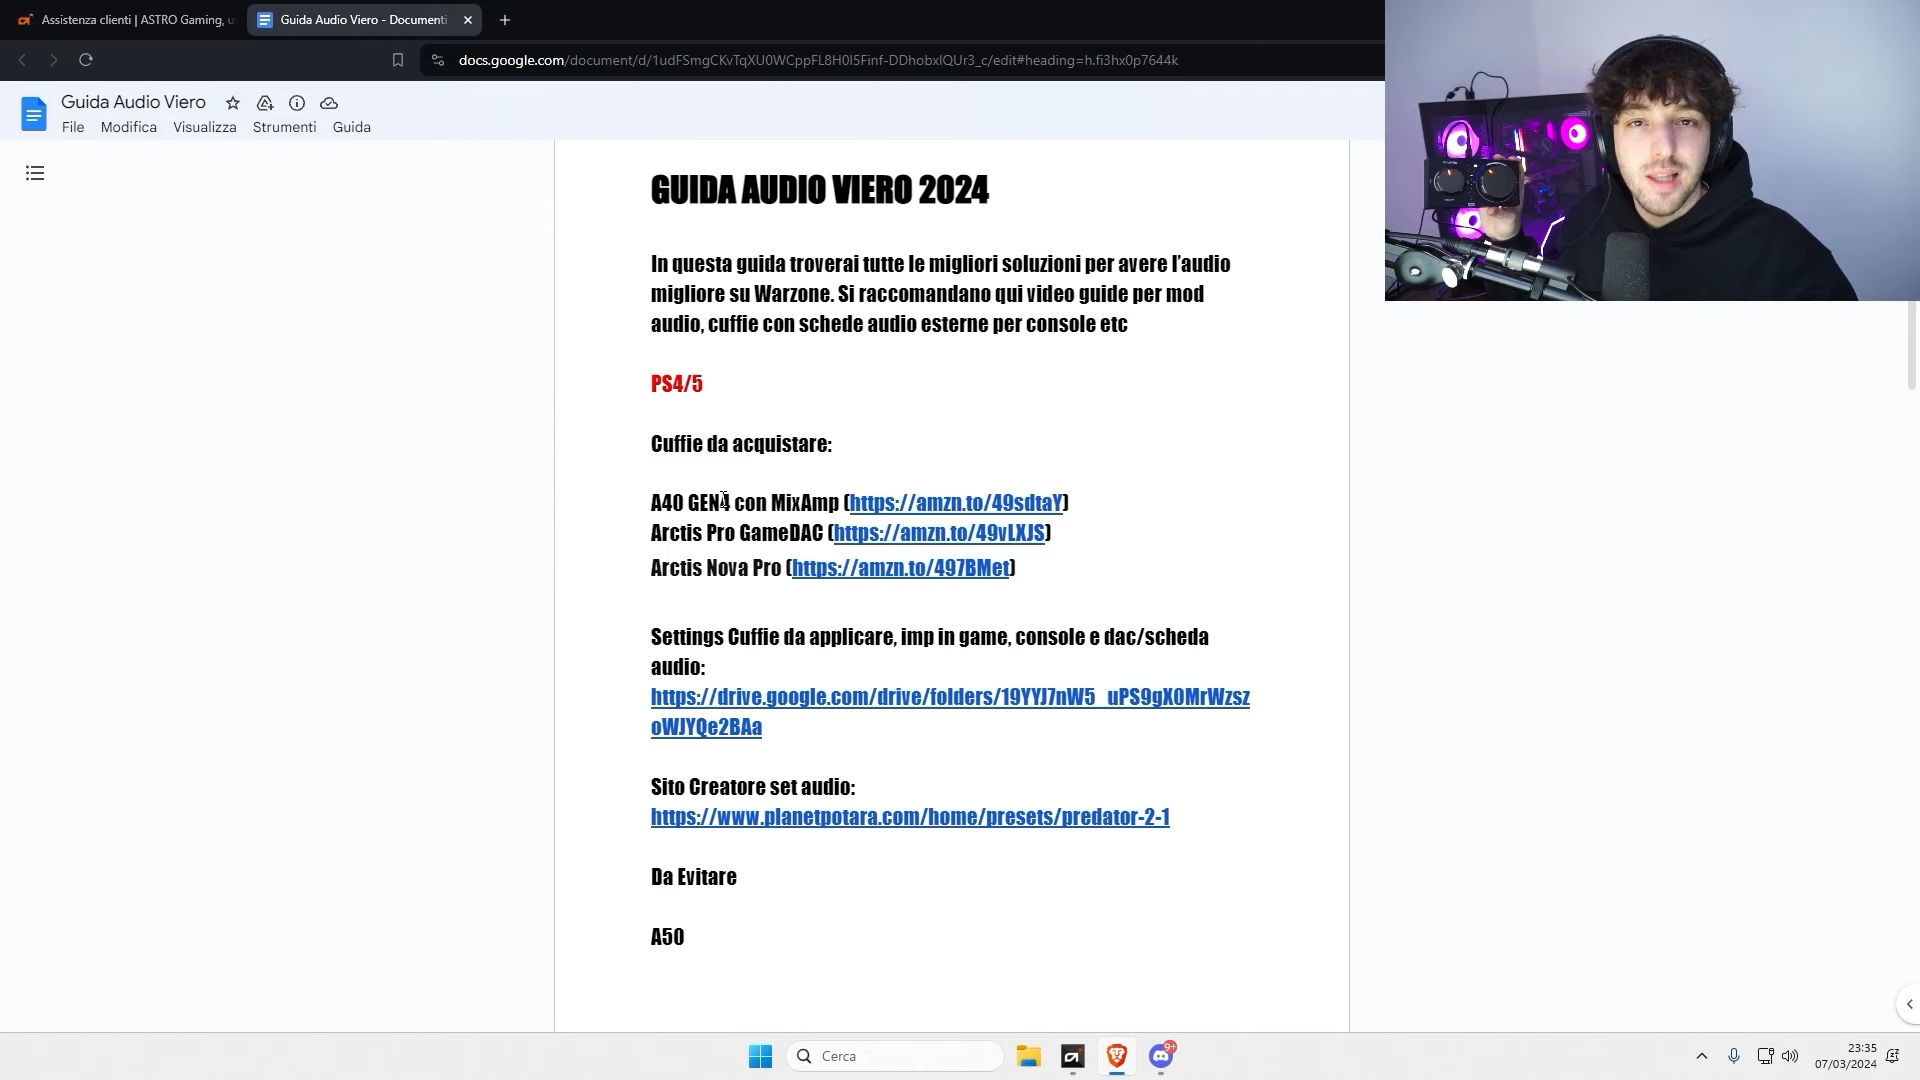 Assistenza clienti | ASTRO Gaming, u
Guida Audio Viero - Documenti
docs.google.com/document/d/1udFSmgCKvTqXU0WCppFL8H0I5Finf-DDhobxlQUr3_c/edit#heading=h.fi3hx0p7644k
Guida Audio Viero
File Modifica Visualizza Strumenti Guida
GUIDA AUDIO VIERO 2024
In questa guida troverai tutte le migliori soluzioni per avere l’audio
migliore su Warzone. Si raccomandano qui video guide per mod
audio, cuffie con schede audio esterne per console etc
PS4/5
Cuffie da acquistare:
A40 GEN4 con MixAmp (https://amzn.to/49sdtaY)
Arctis Pro GameDAC (https://amzn.to/49vLXJS)
Arctis Nova Pro (https://amzn.to/497BMet)
Settings Cuffie da applicare, imp in game, console e dac/scheda
audio:
https://drive.google.com/drive/folders/19YYJ7nW5_uPS9gX0MrWzsz
oWJYQe2BAa
Sito Creatore set audio:
https://www.planetpotara.com/home/presets/predator-2-1
Da Evitare
A50
Cerca
9+
23:35
07/03/2024